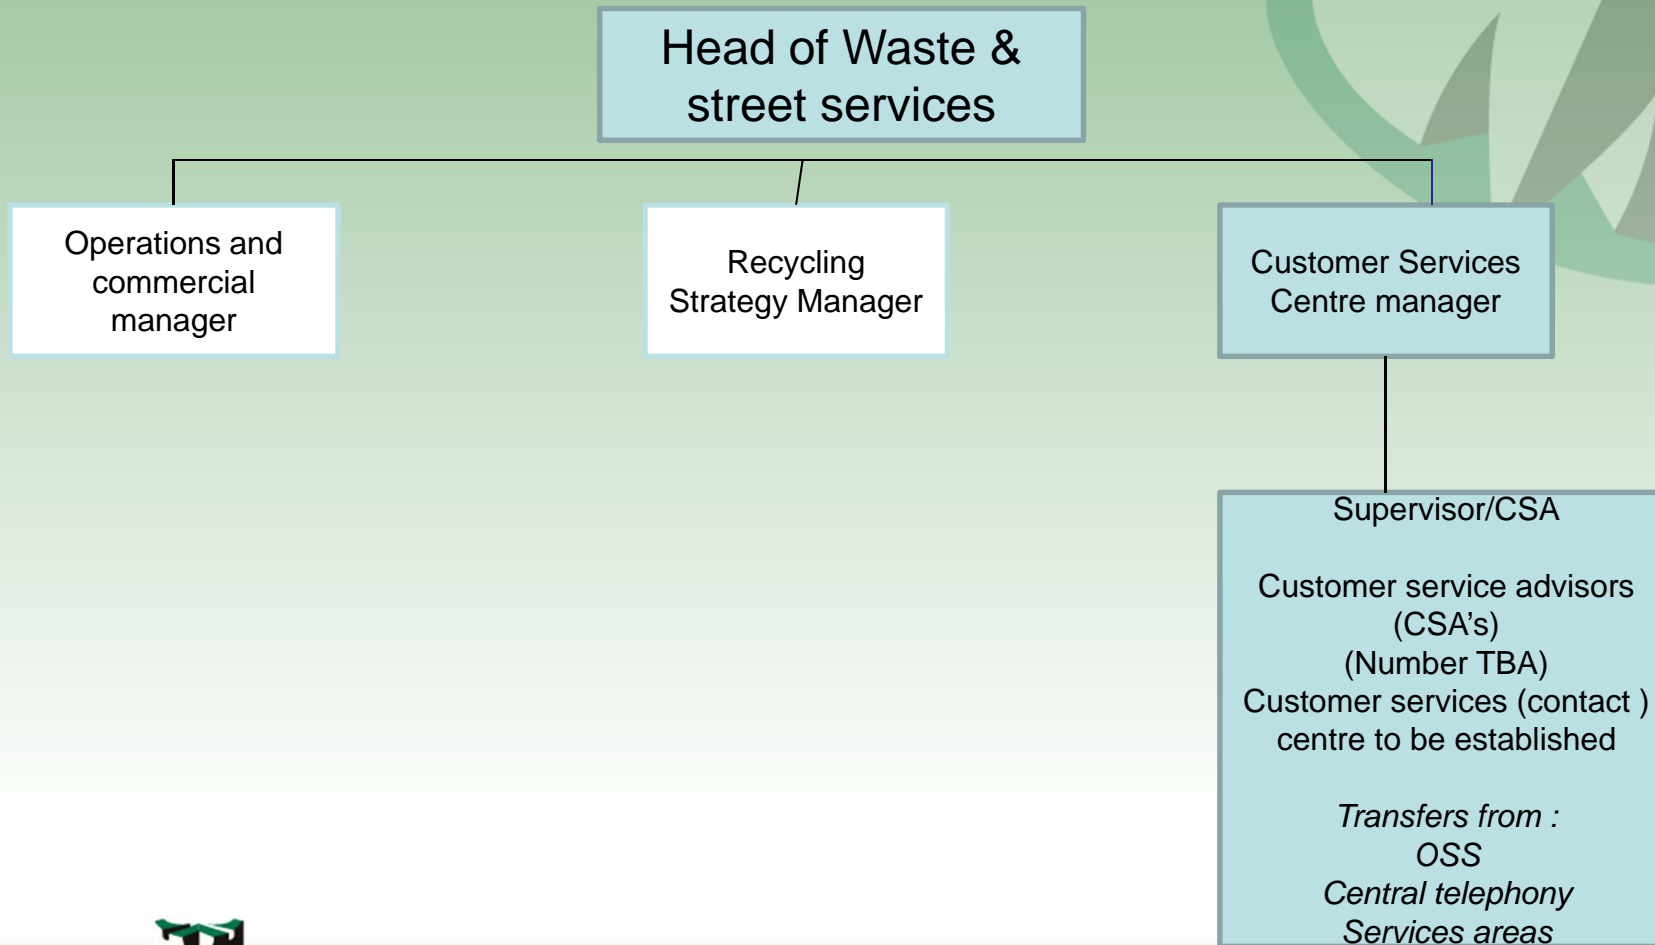 Head of Waste &
street services
Operations and
commercial
manager
Recycling
Strategy Manager
Customer Services
Centre manager
Supervisor/CSA
Customer service advisors
(CSA’s)
(Number TBA)
Customer services (contact )
centre to be established
Transfers from :
OSS
Central telephony
Services areas